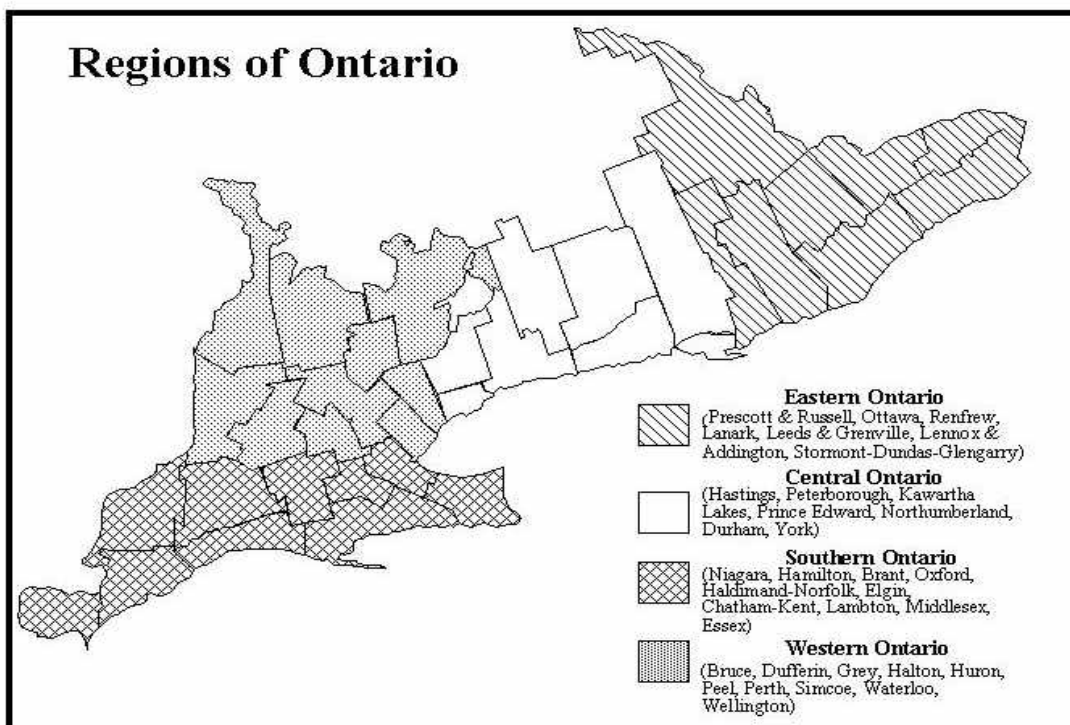 Regions of Ontario
Eastern Ontario
(Prescott & Russell, Ottawa, Renfrew,
Lanark, Leeds & Grenville, Lennox &
Addington, Stormont-Dundas-Glengarry)
Central Ontario
(Hastings, Peterborough, Kawartha
Lakes, Prince Edward, Northumberland,
Durham, York)
Southern Ontario
(Niagara, Hamilton, Brant, Oxford,
Haldimand-Norfolk, Elgin,
Chatham-Kent, Lambton, Middlesex,
Essex)
Western Ontario
(Bruce, Dufferin, Grey, Halton, Huron,
Peel, Perth, Simcoe, Waterloo,
Wellington)